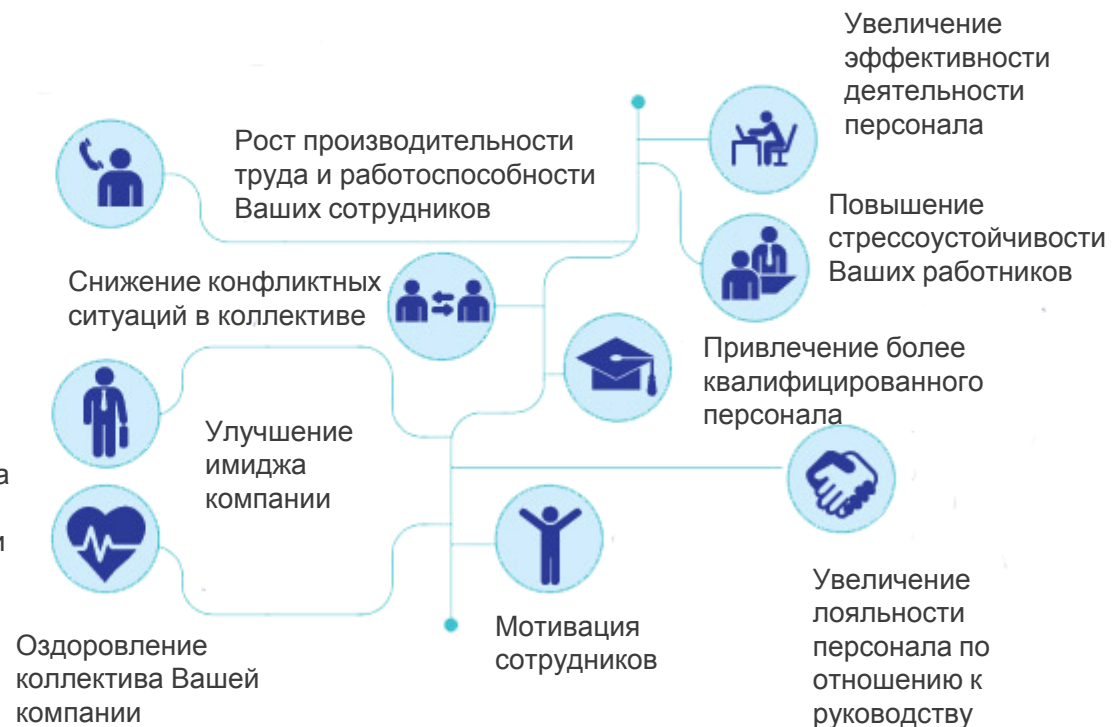 Увеличение
эффективности
деятельности
персонала
Рост производительности
труда и работоспособности
Ваших сотрудников
Повышение
стрессоустойчивости
Ваших работников
Снижение конфликтных
ситуаций в коллективе
Привлечение более
квалифицированного
персонала
Улучшение
имиджа
компании
а
и
Увеличение
лояльности
персонала по
отношению к
руководству
Мотивация
сотрудников
Оздоровление
коллектива Вашей
компании